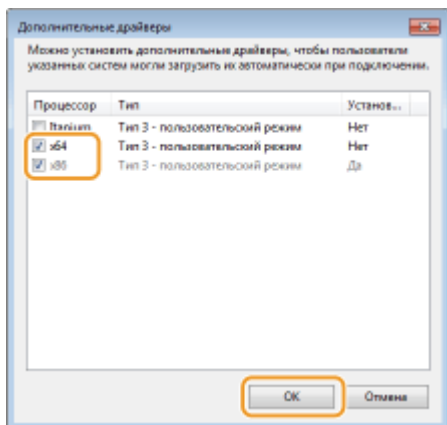 Дополнительные драйверы
Можно установить дополнительные драйверы, чтобы пользователи
указанных систем могли загрузить их автоматически при подключении.
Процессор Тип Установ...
Itanium Тип 3 - пользовательский режим Нет
x64 Тип 3 - пользовательский режим Нет
x86 Тип 3 - пользовательский режим Да
OK Отмена